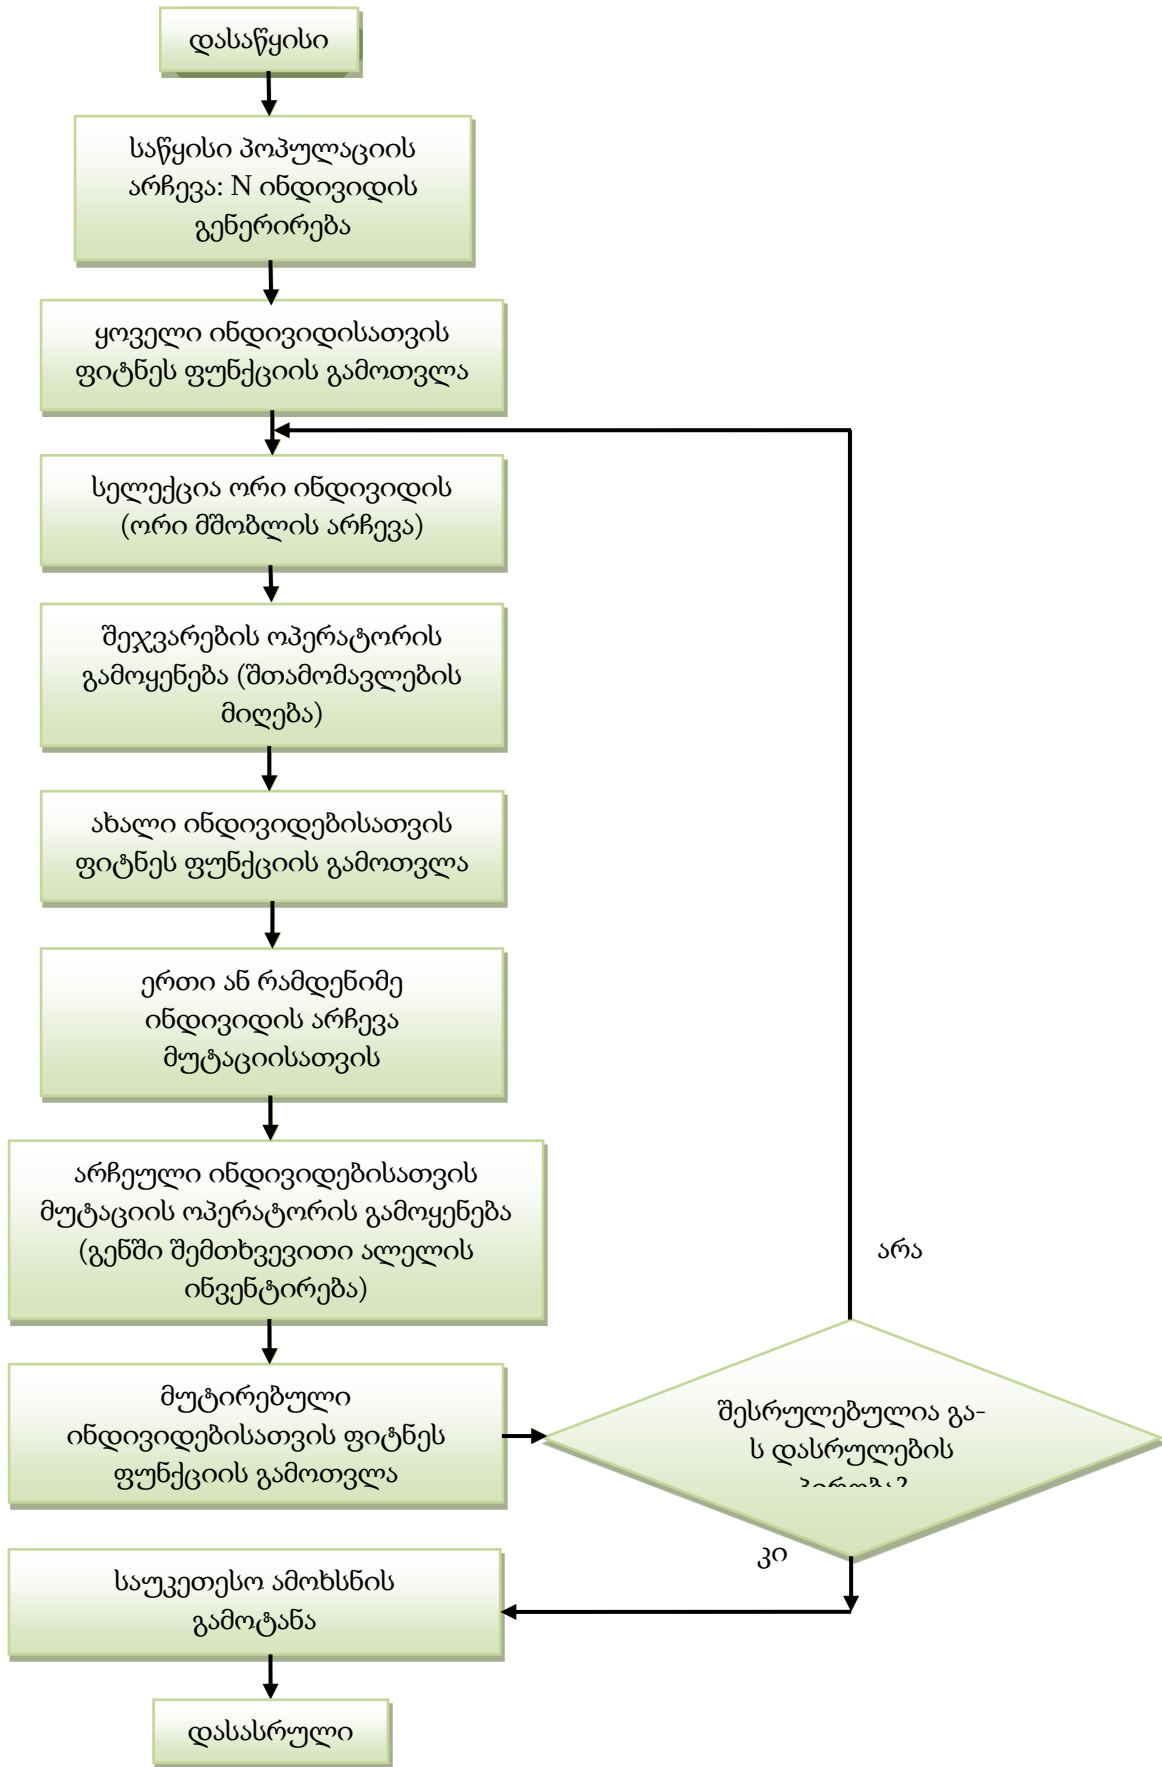 დასაწყისი
საწყისი პოპულაციის
არჩევა: N ინდივიდის
გენერირება
ყოველი ინდივიდისათვის
ფიტნეს ფუნქციის გამოთვლა
სელექცია ორი ინდივიდის
(ორი მშობლის არჩევა)
შეჯვარების ოპერატორის
გამოყენება (შთამომავლების
მიღება)
ახალი ინდივიდებისათვის
ფიტნეს ფუნქციის გამოთვლა
ერთი ან რამდენიმე
ინდივიდის არჩევა
მუტაციისათვის
არჩეული ინდივიდებისათვის
მუტაციის ოპერატორის გამოყენება
(გენში შემთხვევითი ალელის
ინვენტირება)
არა
მუტირებული
ინდივიდებისათვის ფიტნეს
ფუნქციის გამოთვლა
შესრულებულია გა-
ს დასრულების
პირობა?
კი
საუკეთესო ამოხსნის
გამოტანა
დასასრული